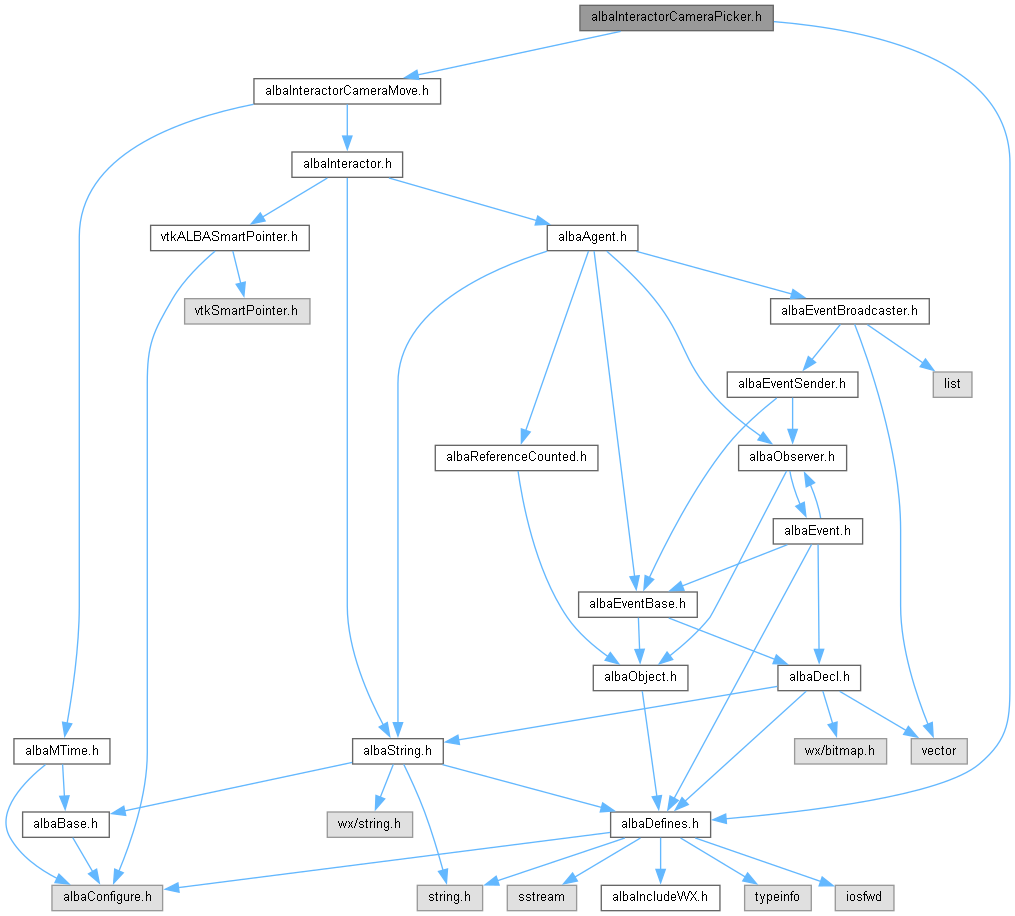 albaInteractorCameraPicker.h
albaInteractorCameraMove.h
albaInteractor.h
vtkALBASmartPointer.h
albaAgent.h
vtkSmartPointer.h
albaEventBroadcaster.h
albaEventSender.h
list
albaReferenceCounted.h
albaObserver.h
albaEvent.h
albaEventBase.h
albaObject.h
albaDecl.h
albaMTime.h
albaString.h
wx/bitmap.h
vector
albaBase.h
wx/string.h
albaDefines.h
albaConfigure.h
string.h
sstream
albaIncludeWX.h
typeinfo
iosfwd